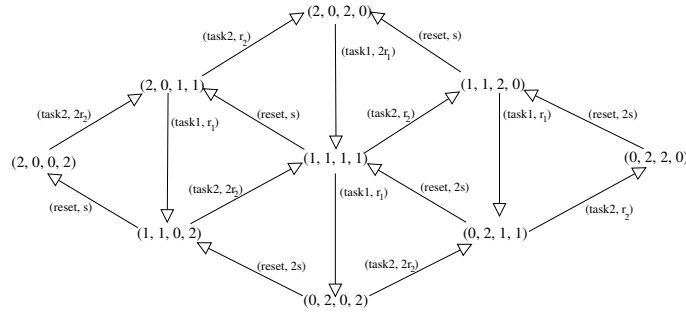 (2, 0, 2, 0)
(task2, r₂)
(reset, s)
(task1, 2r₁)
(2, 0, 1, 1)
(1, 1, 2, 0)
(task2, 2r₂)
(task1, r₁)
(reset, s)
(task2, r₂)
(task1, r₁)
(reset, 2s)
(2, 0, 0, 2)
(1, 1, 1, 1)
(0, 2, 2, 0)
(reset, s)
(task2, 2r₂)
(task1, r₁)
(reset, 2s)
(task2, r₂)
(1, 1, 0, 2)
(0, 2, 1, 1)
(reset, 2s)
(task2, 2r₂)
(0, 2, 0, 2)